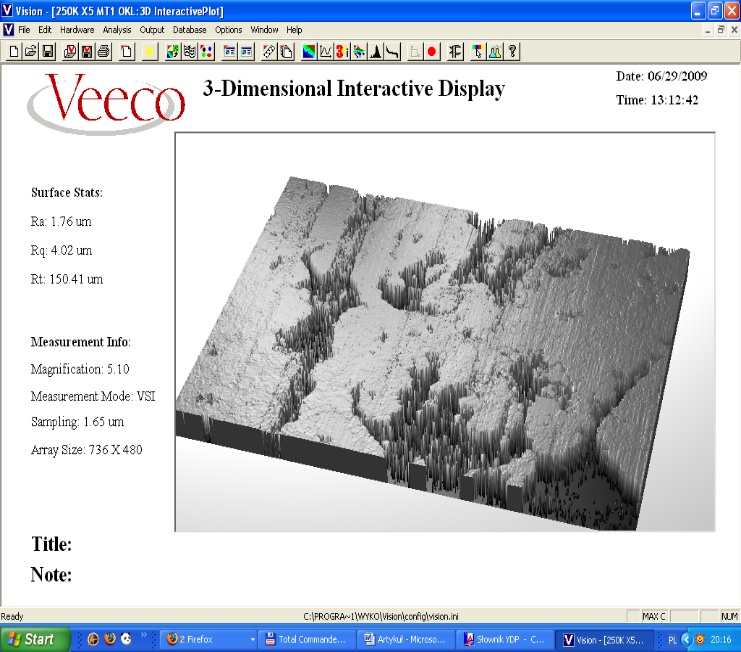 Vision - [250K X5 MT1 OKL:3D InteractivePlot]
File Edit Hardware Analysis Output Database Options Window Help
Veeco
3-Dimensional Interactive Display
Date: 06/29/2009
Time: 13:12:42
Surface Stats:
Ra: 1.76 um
Rq: 4.02 um
Rt: 150.41 um
Measurement Info:
Magnification: 5.10
Measurement Mode: VSI
Sampling: 1.65 um
Array Size: 736 X 480
Title:
Note:
Ready C:\PROGRA~1\WYKO\Vision\config\vision.ini MAX C NUM
Start 2 Firefox Total Commande... Artykuł - Microso... Słownik YDP - C... Vision - [250K X5... PL 20:16